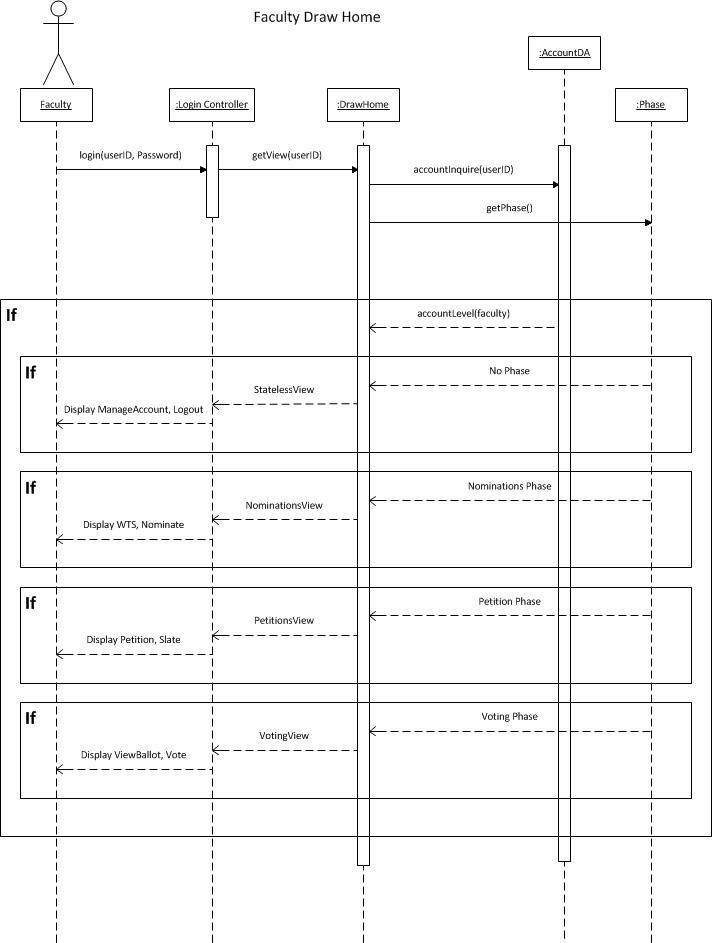 Faculty Draw Home
:AccountDA
Faculty
:Login Controller
:DrawHome
:Phase
login(userID, Password)
getView(userID)
accountInquire(userID)
getPhase()
If
accountLevel(faculty)
If
No Phase
StatelessView
Display ManageAccount, Logout
If
Nominations Phase
NominationsView
Display WTS, Nominate
If
Petition Phase
PetitionsView
Display Petition, Slate
If
Voting Phase
VotingView
Display ViewBallot, Vote